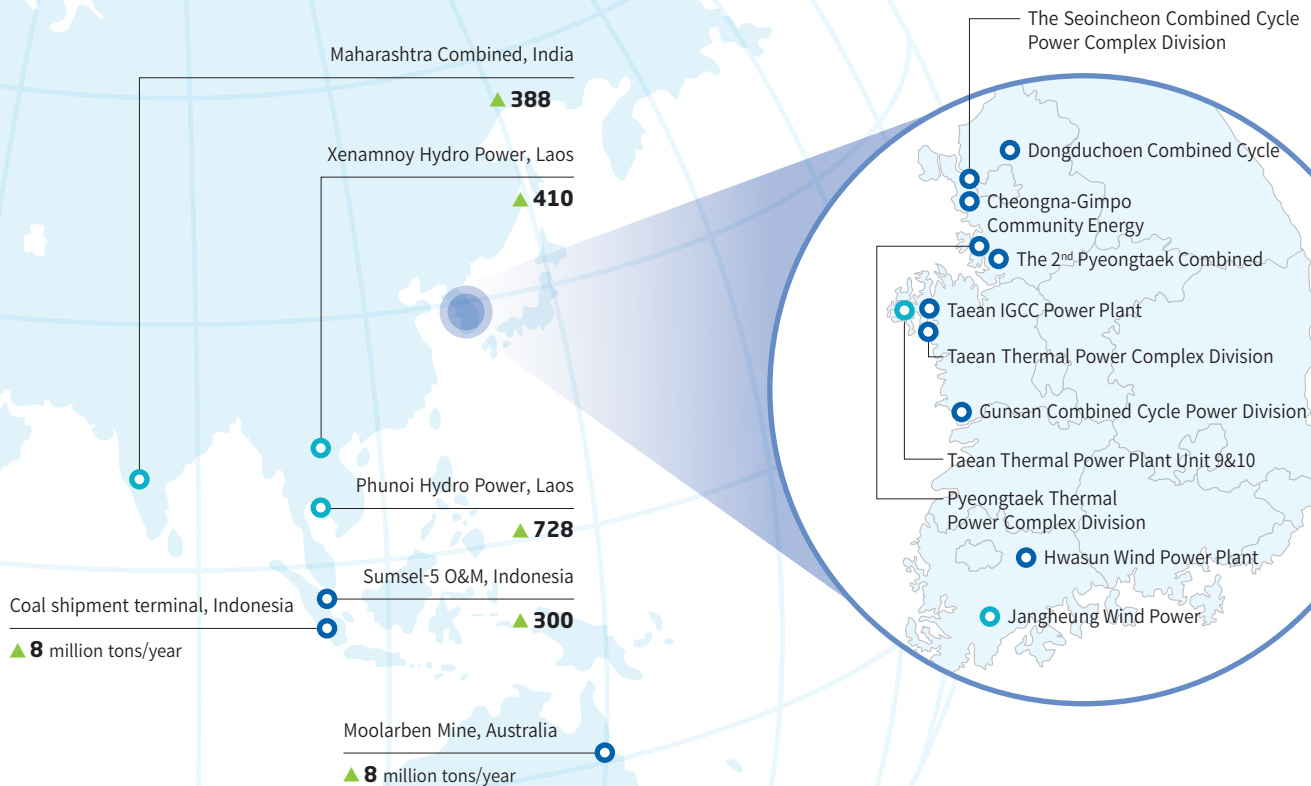 Maharashtra Combined, India
▲ 388
Xenamnoy Hydro Power, Laos
▲ 410
Phunoi Hydro Power, Laos
▲ 728
Sumsel-5 O&M, Indonesia
▲ 300
Coal shipment terminal, Indonesia
▲ 8 million tons/year
Moolarben Mine, Australia
▲ 8 million tons/year
The Seoincheon Combined Cycle
Power Complex Division
Dongduchoen Combined Cycle
Cheongna-Gimpo
Community Energy
The 2nd Pyeongtaek Combined
Taean IGCC Power Plant
Taean Thermal Power Complex Division
Gunsan Combined Cycle Power Division
Taean Thermal Power Plant Unit 9&10
Pyeongtaek Thermal
Power Complex Division
Hwasun Wind Power Plant
Jangheung Wind Power